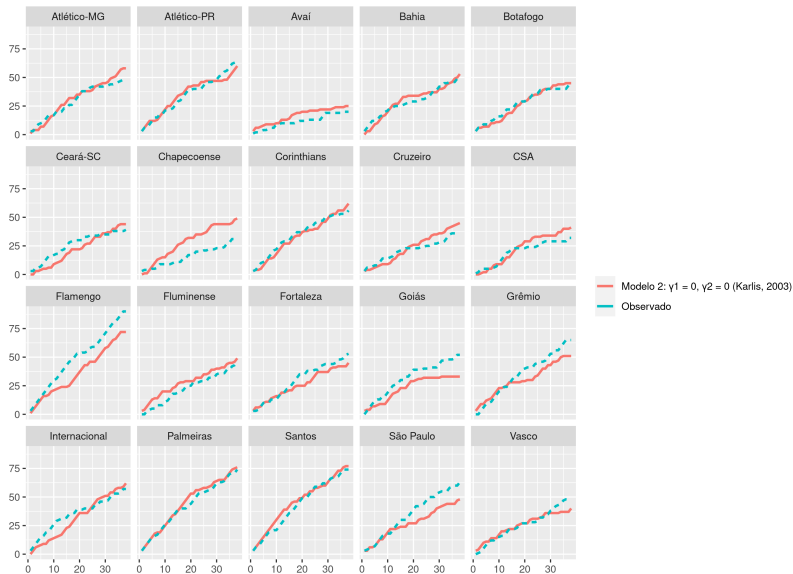 Atlético-MG Atlético-PR Avaí Bahia Botafogo
75
50
25
0
Ceará-SC Chapecoense Corinthians Cruzeiro CSA
75
50
25
0
Flamengo Fluminense Fortaleza Goiás Grêmio
75
50
25
0
Modelo 2: γ1 = 0, γ2 = 0 (Karlis, 2003)
Observado
Internacional Palmeiras Santos São Paulo Vasco
75
50
25
0
0 10 20 30 0 10 20 30 0 10 20 30 0 10 20 30 0 10 20 30